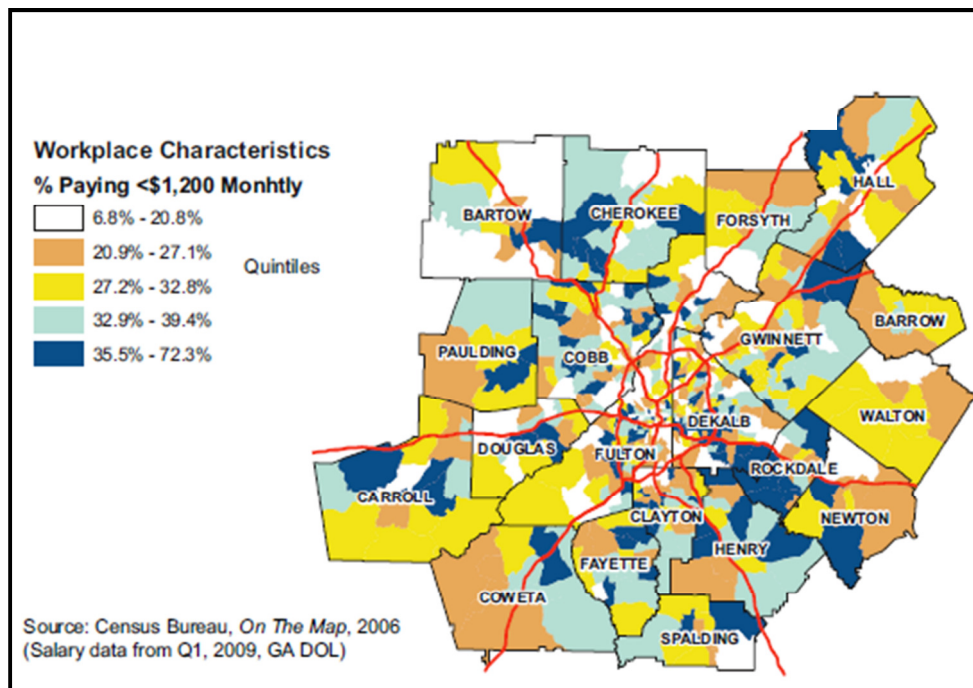 Workplace Characteristics
% Paying <$1,200 Monhtly
6.8% - 20.8%
20.9% - 27.1%
27.2% - 32.8%
32.9% - 39.4%
35.5% - 72.3%
Quintiles
HALL
BARTOW
CHEROKEE
FORSYTH
BARROW
GWINNETT
PAULDING
COBB
WALTON
DEKALB
DOUGLAS
FULTON
ROCKDALE
CARROLL
CLAYTON
NEWTON
HENRY
FAYETTE
COWETA
SPALDING
Source: Census Bureau, On The Map, 2006
(Salary data from Q1, 2009, GA DOL)